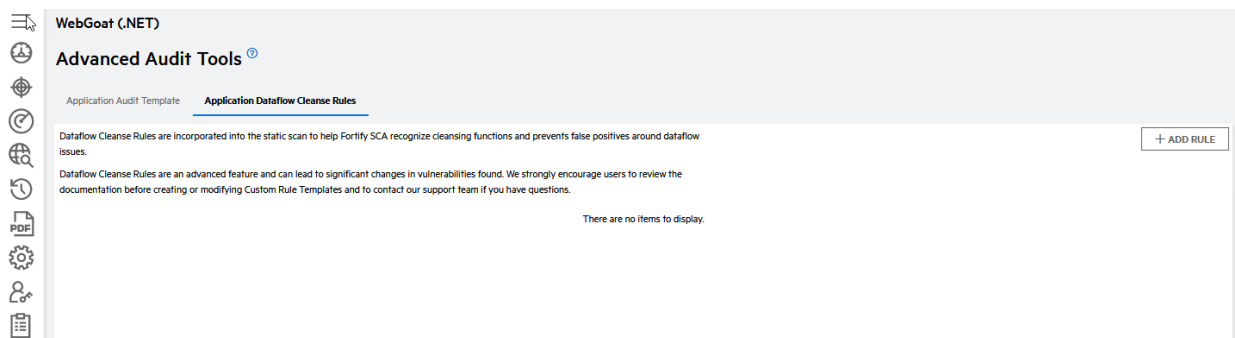 WebGoat (.NET)
Advanced Audit Tools ?
Application Audit Template Application Dataflow Cleanse Rules
Dataflow Cleanse Rules are incorporated into the static scan to help Fortify SCA recognize cleansing functions and prevents false positives around dataflow
issues.
+ ADD RULE
Dataflow Cleanse Rules are an advanced feature and can lead to significant changes in vulnerabilities found. We strongly encourage users to review the
documentation before creating or modifying Custom Rule Templates and to contact our support team if you have questions.
There are no items to display.
PDF